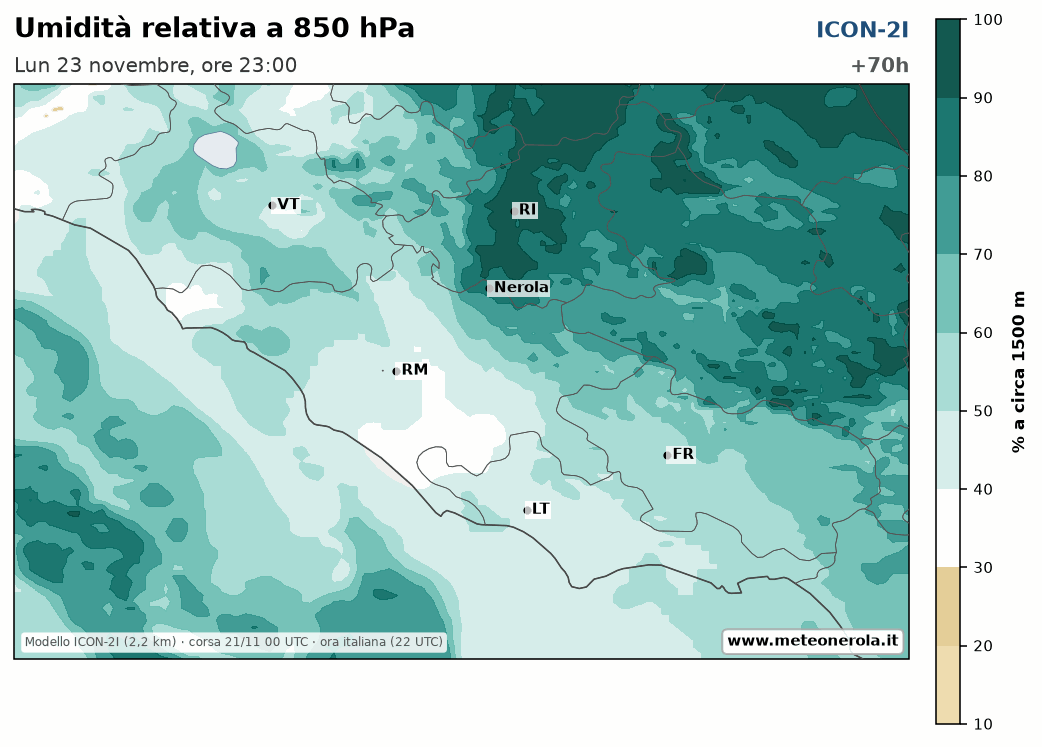 Umidità relativa a 850 hPa
ICON-2I
Lun 23 novembre, ore 23:00
+70h
100
90
80
70
60
50
40
30
20
10
% a circa 1500 m
VT
RI
Nerola
RM
FR
LT
Modello ICON-2I (2,2 km) · corsa 21/11 00 UTC · ora italiana (22 UTC)
www.meteonerola.it